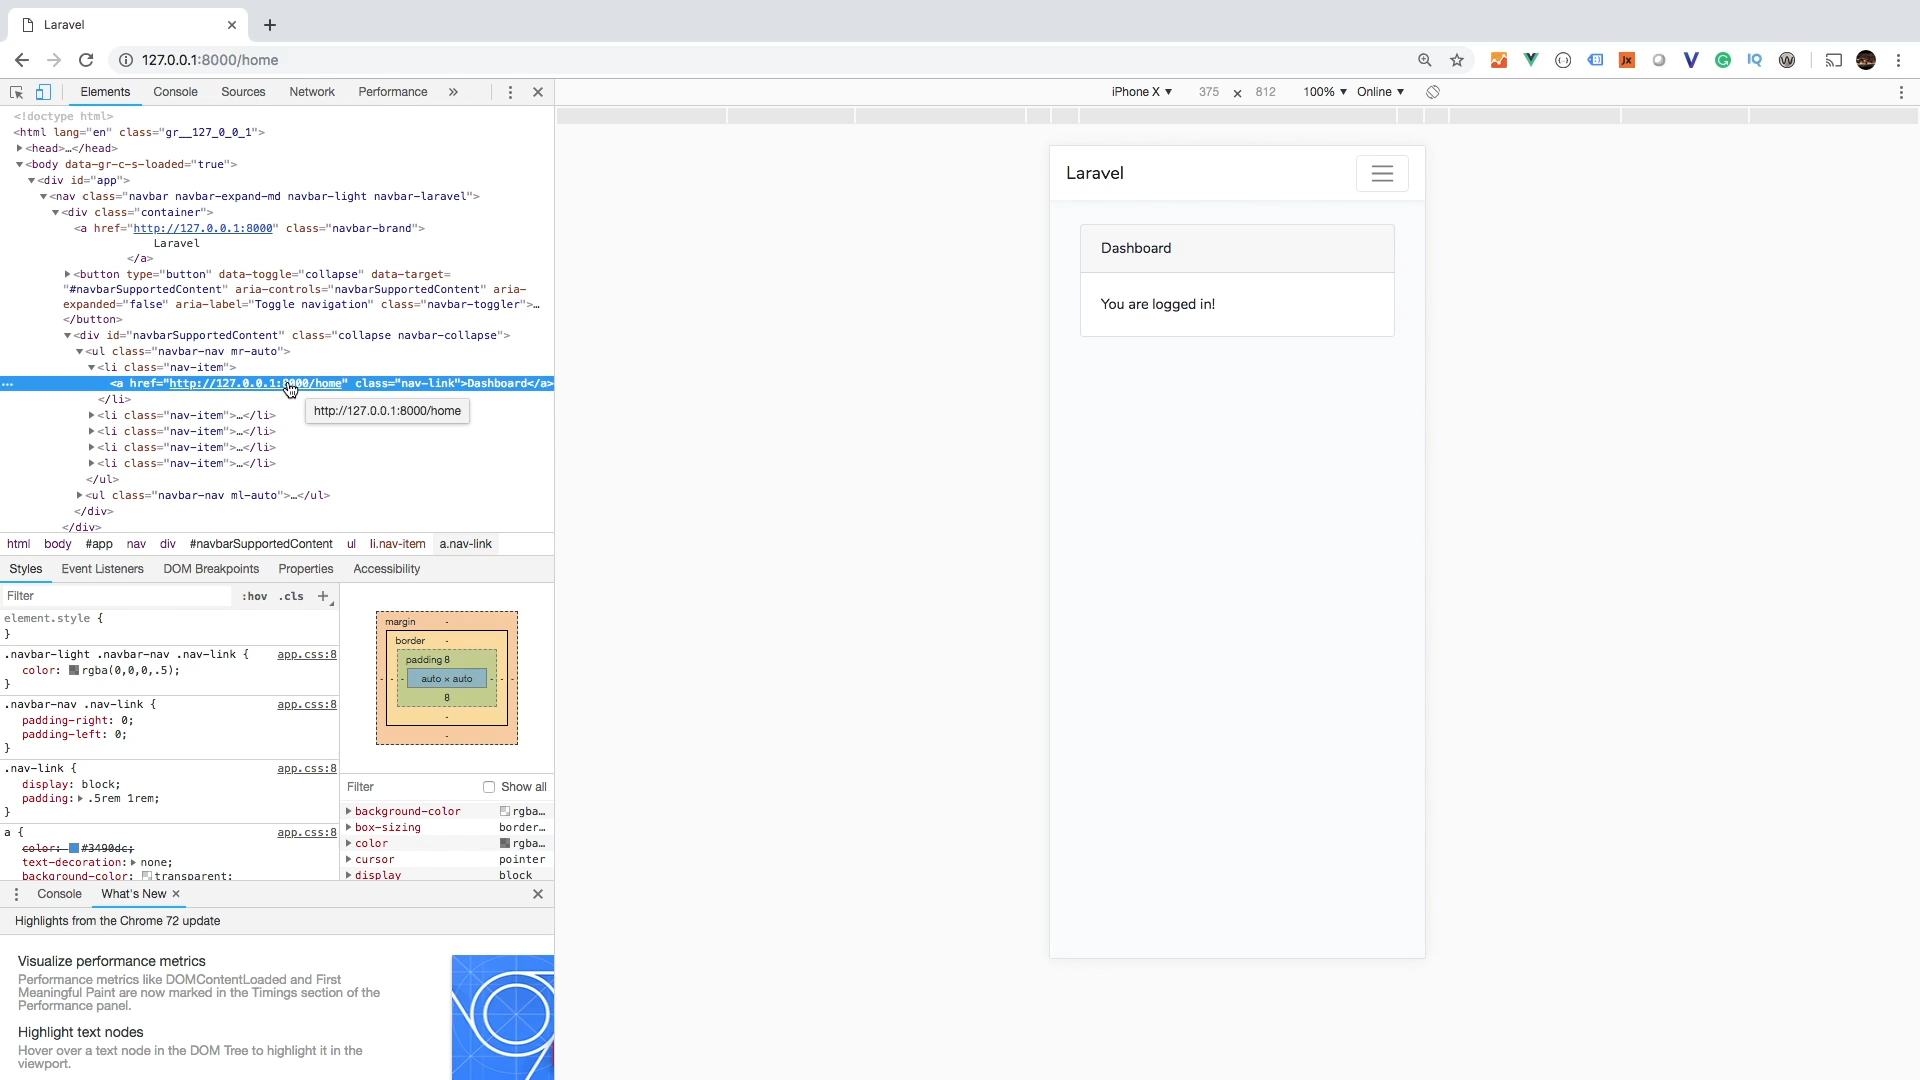 Laravel
127.0.0.1:8000/home
Elements Console Sources Network Performance »
iPhone X ▼ 375 × 812 100% ▼ Online ▼
<!doctype html>
<html lang="en" class="gr__127_0_0_1">
▶<head>…</head>
▼<body data-gr-c-s-loaded="true">
▼<div id="app">
▼<nav class="navbar navbar-expand-md navbar-light navbar-laravel">
▼<div class="container">
<a href="http://127.0.0.1:8000" class="navbar-brand">
Laravel
</a>
▶<button type="button" data-toggle="collapse" data-target=
"#navbarSupportedContent" aria-controls="navbarSupportedContent" aria-
expanded="false" aria-label="Toggle navigation" class="navbar-toggler">…
</button>
▼<div id="navbarSupportedContent" class="collapse navbar-collapse">
▼<ul class="navbar-nav mr-auto">
▼<li class="nav-item">
… <a href="http://127.0.0.1:8000/home" class="nav-link">Dashboard</a>
</li>
http://127.0.0.1:8000/home
▶<li class="nav-item">…</li>
▶<li class="nav-item">…</li>
▶<li class="nav-item">…</li>
▶<li class="nav-item">…</li>
</ul>
▶<ul class="navbar-nav ml-auto">…</ul>
</div>
</div>
html body #app nav div #navbarSupportedContent ul li.nav-item a.nav-link
Styles Event Listeners DOM Breakpoints Properties Accessibility
Filter :hov .cls +
element.style {
}
.navbar-light .navbar-nav .nav-link { app.css:8
color: rgba(0,0,0,.5);
}
.navbar-nav .nav-link { app.css:8
padding-right: 0;
padding-left: 0;
}
.nav-link { app.css:8
display: block;
padding:▶ .5rem 1rem;
}
a { app.css:8
color: #3490dc;
text-decoration:▶ none;
background-color: transparent;
margin -
border -
padding 8
- - - auto × auto - - -
8
-
-
Filter Show all
▶ background-color rgba…
▶ box-sizing border…
▶ color rgba…
▶ cursor pointer
▶ display block
Console What's New
Highlights from the Chrome 72 update
Visualize performance metrics
Performance metrics like DOMContentLoaded and First
Meaningful Paint are now marked in the Timings section of the
Performance panel.
Highlight text nodes
Hover over a text node in the DOM Tree to highlight it in the
viewport.
Laravel
Dashboard
You are logged in!